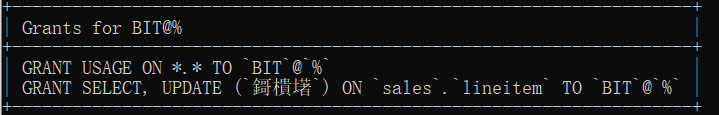 Grants for BIT@%
GRANT USAGE ON *.* TO `BIT`@`%`
GRANT SELECT, UPDATE (`鎶樻墸`) ON `sales`.`lineitem` TO `BIT`@`%`